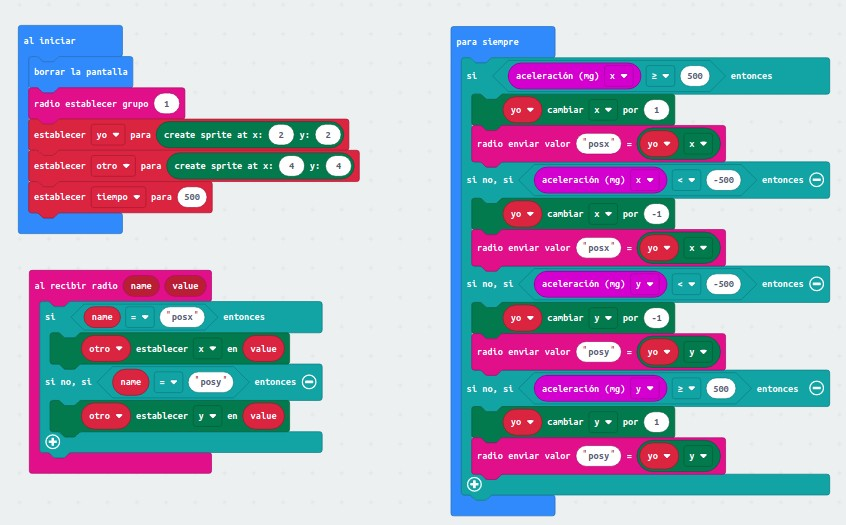 al iniciar
borrar la pantalla
radio establecer grupo 1
establecer yo para create sprite at x: 2 y: 2
establecer otro para create sprite at x: 4 y: 4
establecer tiempo para 500
al recibir radio name value
si name = "posx" entonces
otro establecer x en value
si no, si name = "posy" entonces
otro establecer y en value
para siempre
si aceleración (mg) x ≥ 500 entonces
yo cambiar x por 1
radio enviar valor "posx" = yo x
si no, si aceleración (mg) x < -500 entonces
yo cambiar x por -1
radio enviar valor "posx" = yo x
si no, si aceleración (mg) y < -500 entonces
yo cambiar y por -1
radio enviar valor "posy" = yo y
si no, si aceleración (mg) y ≥ 500 entonces
yo cambiar y por 1
radio enviar valor "posy" = yo y